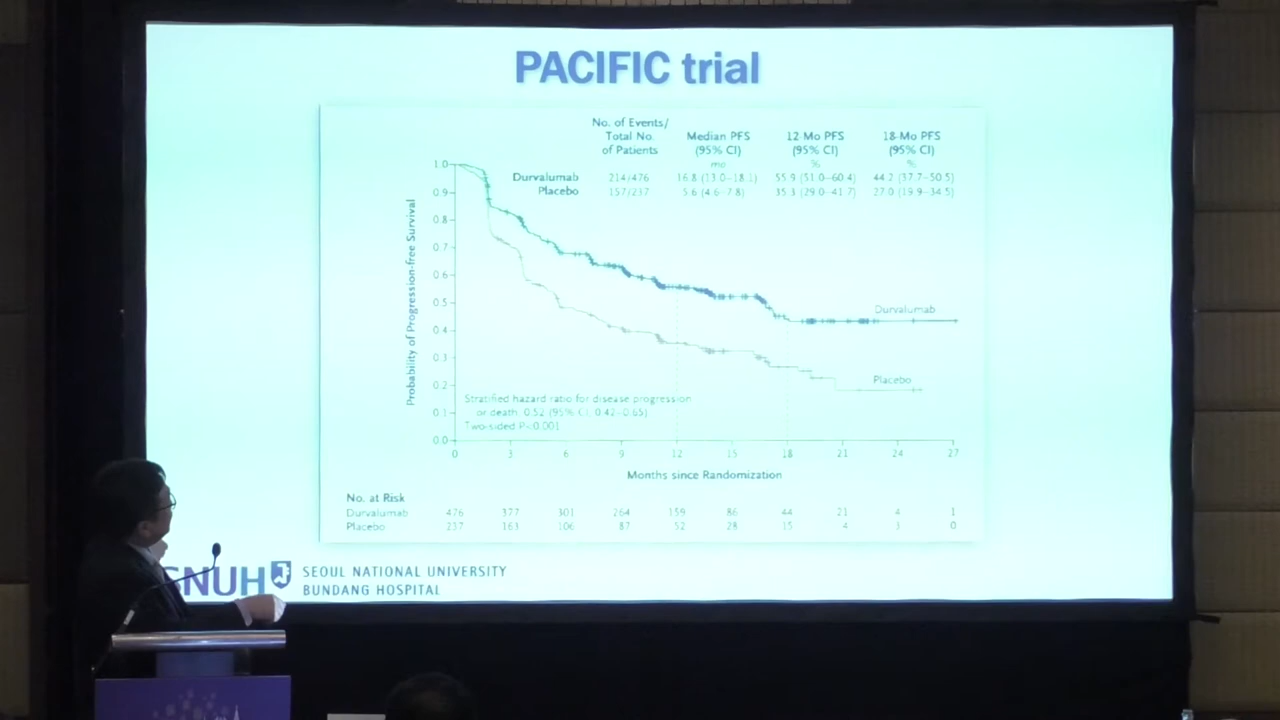 PACIFIC trial
No. of Events/
Total No.
of Patients
Median PFS
(95% CI)
12-Mo PFS
(95% CI)
18-Mo PFS
(95% CI)
mo
%
%
Durvalumab 214/476 16.8 (13.0–18.1) 55.9 (51.0–60.4) 44.2 (37.7–50.5)
Placebo 157/237 5.6 (4.6–7.8) 35.3 (29.0–41.7) 27.0 (19.9–34.5)
Probability of Progression-free Survival
1.0
0.9
0.8
0.7
0.6
0.5
0.4
0.3
0.2
0.1
0.0
Durvalumab
Placebo
Stratified hazard ratio for disease progression
or death, 0.52 (95% CI, 0.42–0.65)
Two-sided P<0.001
0 3 6 9 12 15 18 21 24 27
Months since Randomization
No. at Risk
Durvalumab 476 377 301 264 159 86 44 21 4 1
Placebo 237 163 106 87 52 28 15 4 3 0
SNUH
SEOUL NATIONAL UNIVERSITY
BUNDANG HOSPITAL